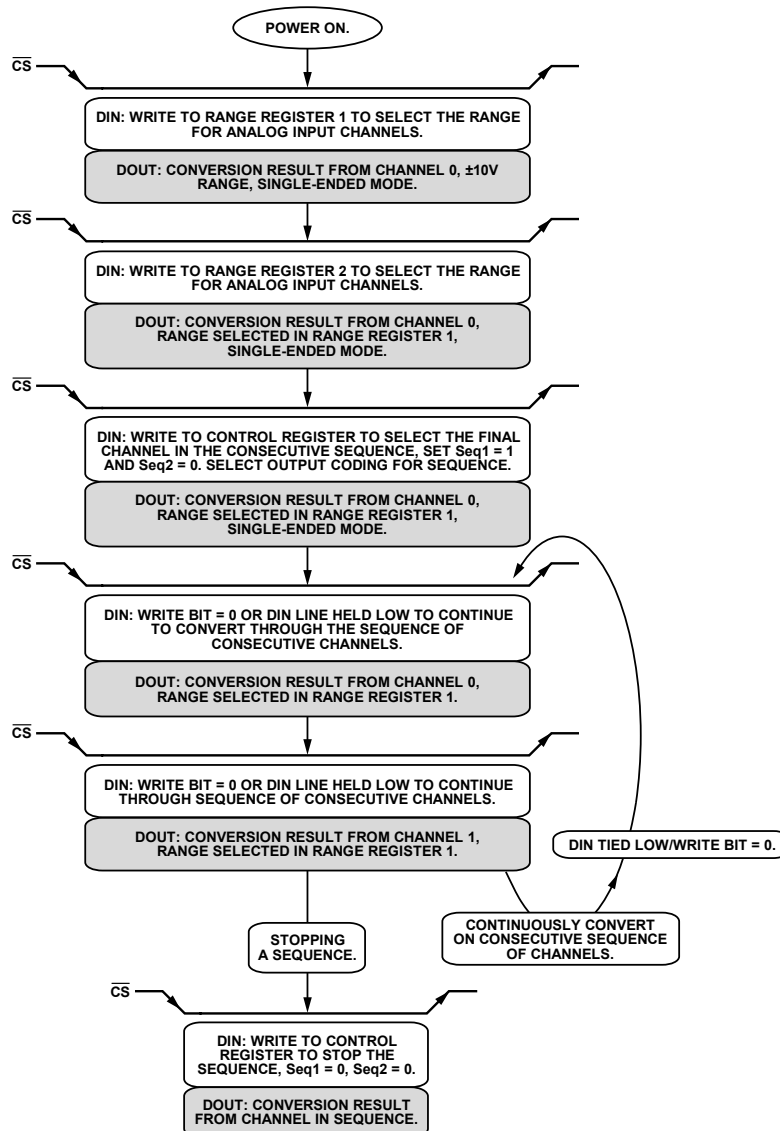 POWER ON.
CS
DIN: WRITE TO RANGE REGISTER 1 TO SELECT THE RANGE
FOR ANALOG INPUT CHANNELS.
DOUT: CONVERSION RESULT FROM CHANNEL 0, ±10V
RANGE, SINGLE-ENDED MODE.
CS
DIN: WRITE TO RANGE REGISTER 2 TO SELECT THE RANGE
FOR ANALOG INPUT CHANNELS.
DOUT: CONVERSION RESULT FROM CHANNEL 0,
RANGE SELECTED IN RANGE REGISTER 1,
SINGLE-ENDED MODE.
CS
DIN: WRITE TO CONTROL REGISTER TO SELECT THE FINAL
CHANNEL IN THE CONSECUTIVE SEQUENCE, SET Seq1 = 1
AND Seq2 = 0. SELECT OUTPUT CODING FOR SEQUENCE.
DOUT: CONVERSION RESULT FROM CHANNEL 0,
RANGE SELECTED IN RANGE REGISTER 1,
SINGLE-ENDED MODE.
CS
DIN: WRITE BIT = 0 OR DIN LINE HELD LOW TO CONTINUE
TO CONVERT THROUGH THE SEQUENCE OF
CONSECUTIVE CHANNELS.
DOUT: CONVERSION RESULT FROM CHANNEL 0,
RANGE SELECTED IN RANGE REGISTER 1.
CS
DIN: WRITE BIT = 0 OR DIN LINE HELD LOW TO CONTINUE
THROUGH SEQUENCE OF CONSECUTIVE CHANNELS.
DOUT: CONVERSION RESULT FROM CHANNEL 1,
RANGE SELECTED IN RANGE REGISTER 1.
DIN TIED LOW/WRITE BIT = 0.
CONTINUOUSLY CONVERT
ON CONSECUTIVE SEQUENCE
OF CHANNELS.
STOPPING
A SEQUENCE.
CS
DIN: WRITE TO CONTROL
REGISTER TO STOP THE
SEQUENCE, Seq1 = 0, Seq2 = 0.
DOUT: CONVERSION RESULT
FROM CHANNEL IN SEQUENCE.